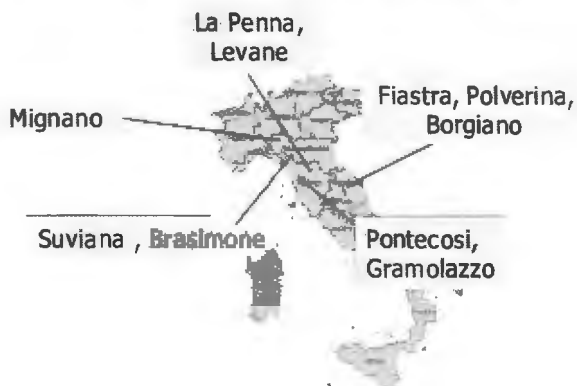 La Penna,
Levane
Fiastra, Polverina,
Borgiano
Mignano
Suviana , Brasimone
Pontecosi,
Gramolazzo